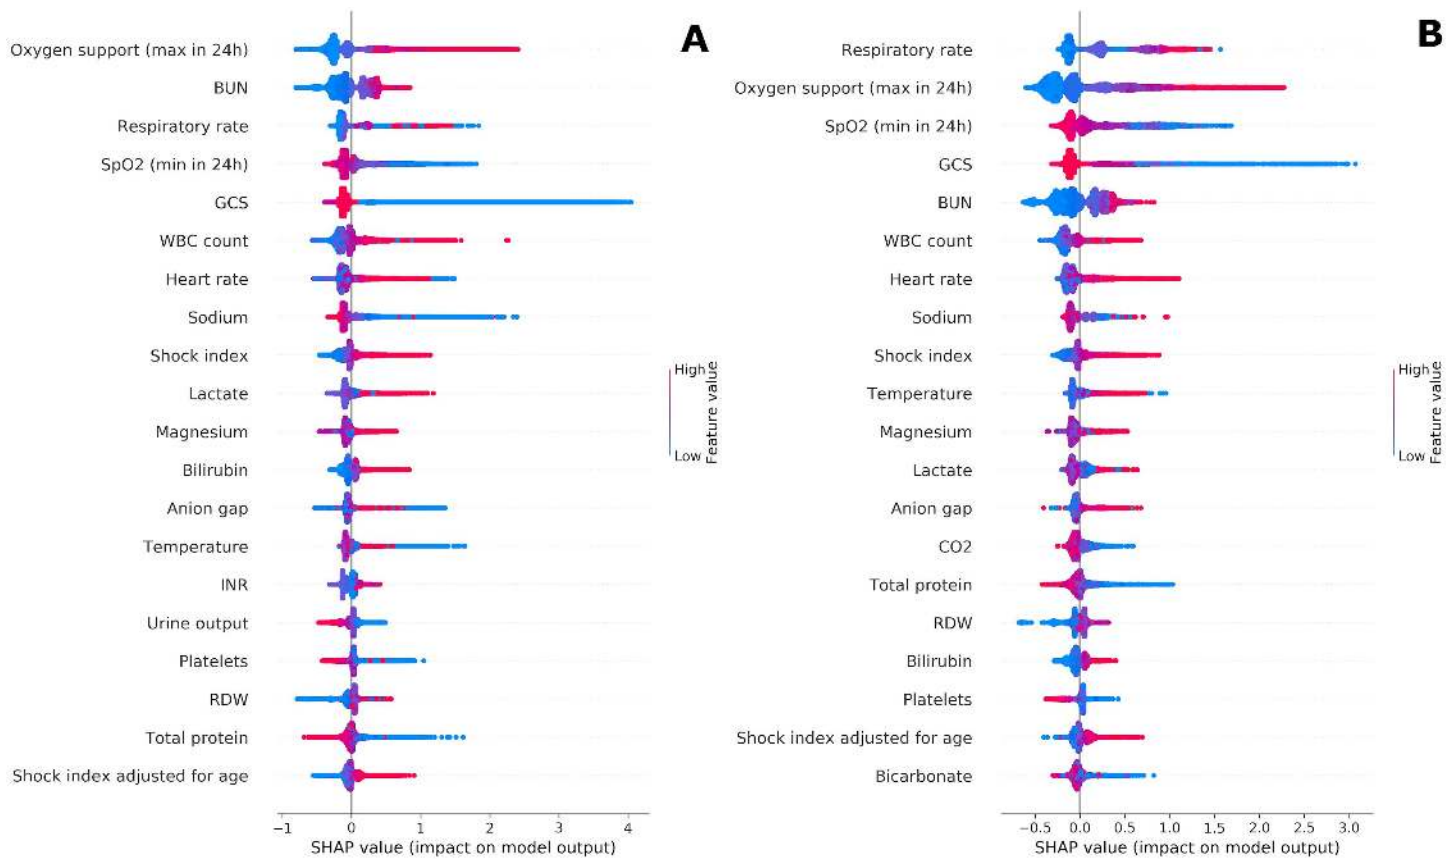 A
Oxygen support (max in 24h)
BUN
Respiratory rate
SpO2 (min in 24h)
GCS
WBC count
Heart rate
Sodium
Shock index
Lactate
Magnesium
Bilirubin
Anion gap
Temperature
INR
Urine output
Platelets
RDW
Total protein
Shock index adjusted for age
−1 0 1 2 3 4
SHAP value (impact on model output)
High
Low
Feature value
B
Respiratory rate
Oxygen support (max in 24h)
SpO2 (min in 24h)
GCS
BUN
WBC count
Heart rate
Sodium
Shock index
Temperature
Magnesium
Lactate
Anion gap
CO2
Total protein
RDW
Bilirubin
Platelets
Shock index adjusted for age
Bicarbonate
−0.5 0.0 0.5 1.0 1.5 2.0 2.5 3.0
SHAP value (impact on model output)
High
Low
Feature value